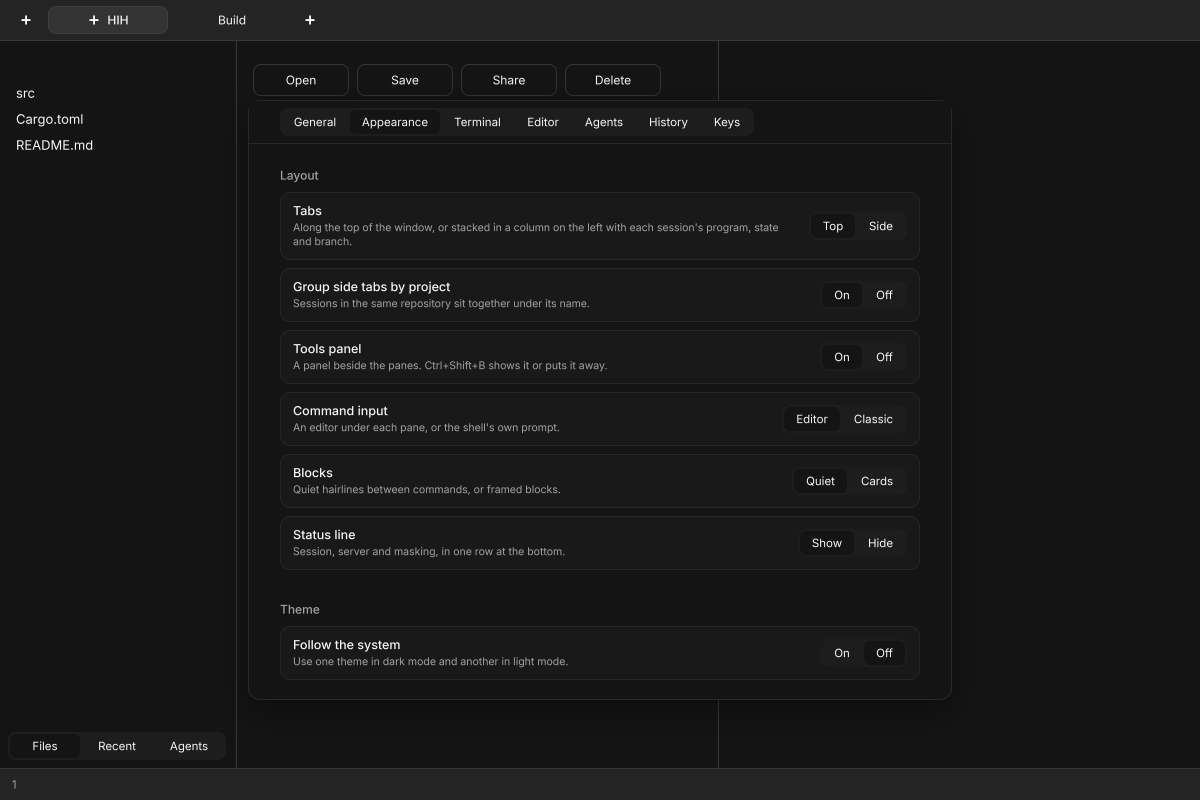 HIH
Build
src
Cargo.toml
README.md
Open
Save
Share
Delete
General
Appearance
Terminal
Editor
Agents
History
Keys
Layout
Tabs
Along the top of the window, or stacked in a column on the left with each session's program, state
and branch.
Top
Side
Group side tabs by project
Sessions in the same repository sit together under its name.
On
Off
Tools panel
A panel beside the panes. Ctrl+Shift+B shows it or puts it away.
On
Off
Command input
An editor under each pane, or the shell's own prompt.
Editor
Classic
Blocks
Quiet hairlines between commands, or framed blocks.
Quiet
Cards
Status line
Session, server and masking, in one row at the bottom.
Show
Hide
Theme
Follow the system
Use one theme in dark mode and another in light mode.
On
Off
Files
Recent
Agents
1